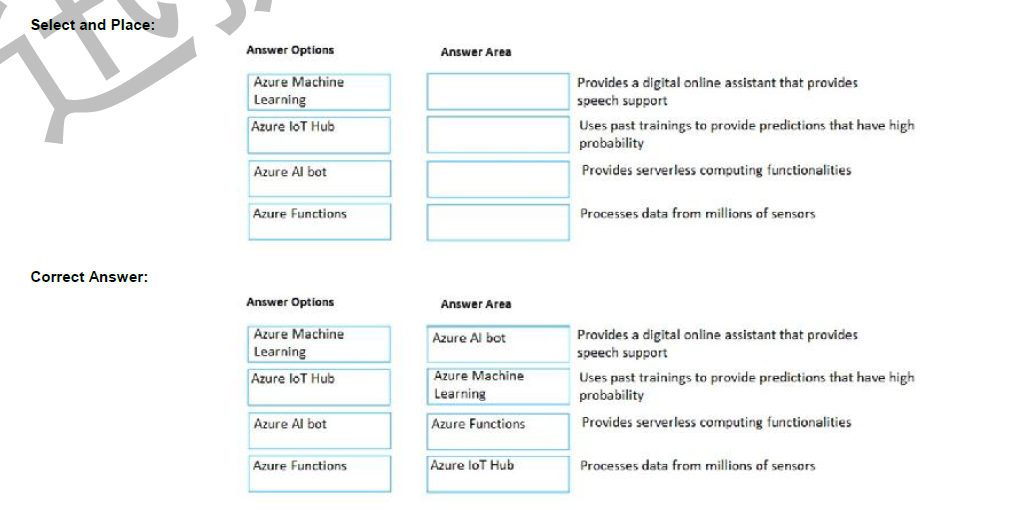 Select and Place:
Answer Options
Answer Area
Azure Machine
Learning
Provides a digital online assistant that provides
speech support
Azure IoT Hub
Uses past trainings to provide predictions that have high
probability
Azure AI bot
Provides serverless computing functionalities
Azure Functions
Processes data from millions of sensors
Correct Answer:
Answer Options
Answer Area
Azure Machine
Learning
Azure AI bot
Provides a digital online assistant that provides
speech support
Azure IoT Hub
Azure Machine
Learning
Uses past trainings to provide predictions that have high
probability
Azure AI bot
Azure Functions
Provides serverless computing functionalities
Azure Functions
Azure IoT Hub
Processes data from millions of sensors